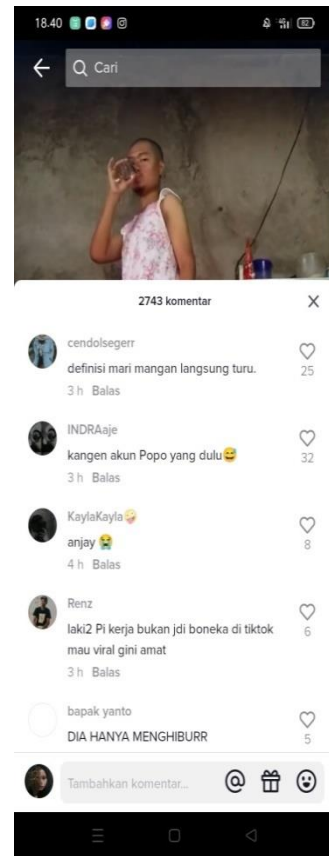 18.40
82
Cari
2743 komentar
cendolsegerr
definisi mari mangan langsung turu.
25
3 h Balas
INDRAaje
kangen akun Popo yang dulu😅
32
3 h Balas
KaylaKayla🤪
anjay 😭
8
4 h Balas
Renz
laki2 Pi kerja bukan jdi boneka di tiktok
mau viral gini amat
6
3 h Balas
bapak yanto
DIA HANYA MENGHIBURR
5
Tambahkan komentar...